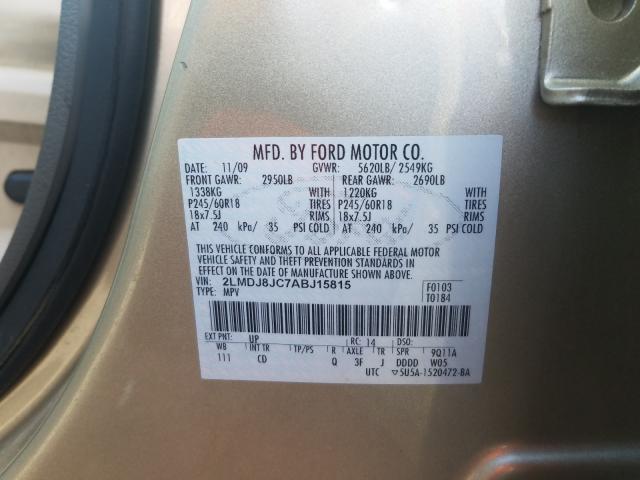 MFD. BY FORD MOTOR CO.
DATE: 11/09 GVWR: 5620LB/ 2549KG
FRONT GAWR: 2950LB REAR GAWR: 2690LB
1338KG WITH 1220KG WITH
P245/60R18 TIRES P245/60R18 TIRES
18x7.5J RIMS 18x7.5J RIMS
AT 240 kPa/ 35 PSI COLD AT 240 kPa/ 35 PSI COLD
THIS VEHICLE CONFORMS TO ALL APPLICABLE FEDERAL MOTOR
VEHICLE SAFETY AND THEFT PREVENTION STANDARDS IN
EFFECT ON THE DATE OF MANUFACTURE SHOWN ABOVE.
VIN: 2LMDJ8JC7ABJ15815 F0103
TYPE: MPV T0184
EXT PNT: UP RC: 14 DSO:
WB INT TR TP/PS R AXLE TR SPR 9Q11A
111 CD Q 3F J DDDD W05
UTC ▽5U5A-1520472-BA